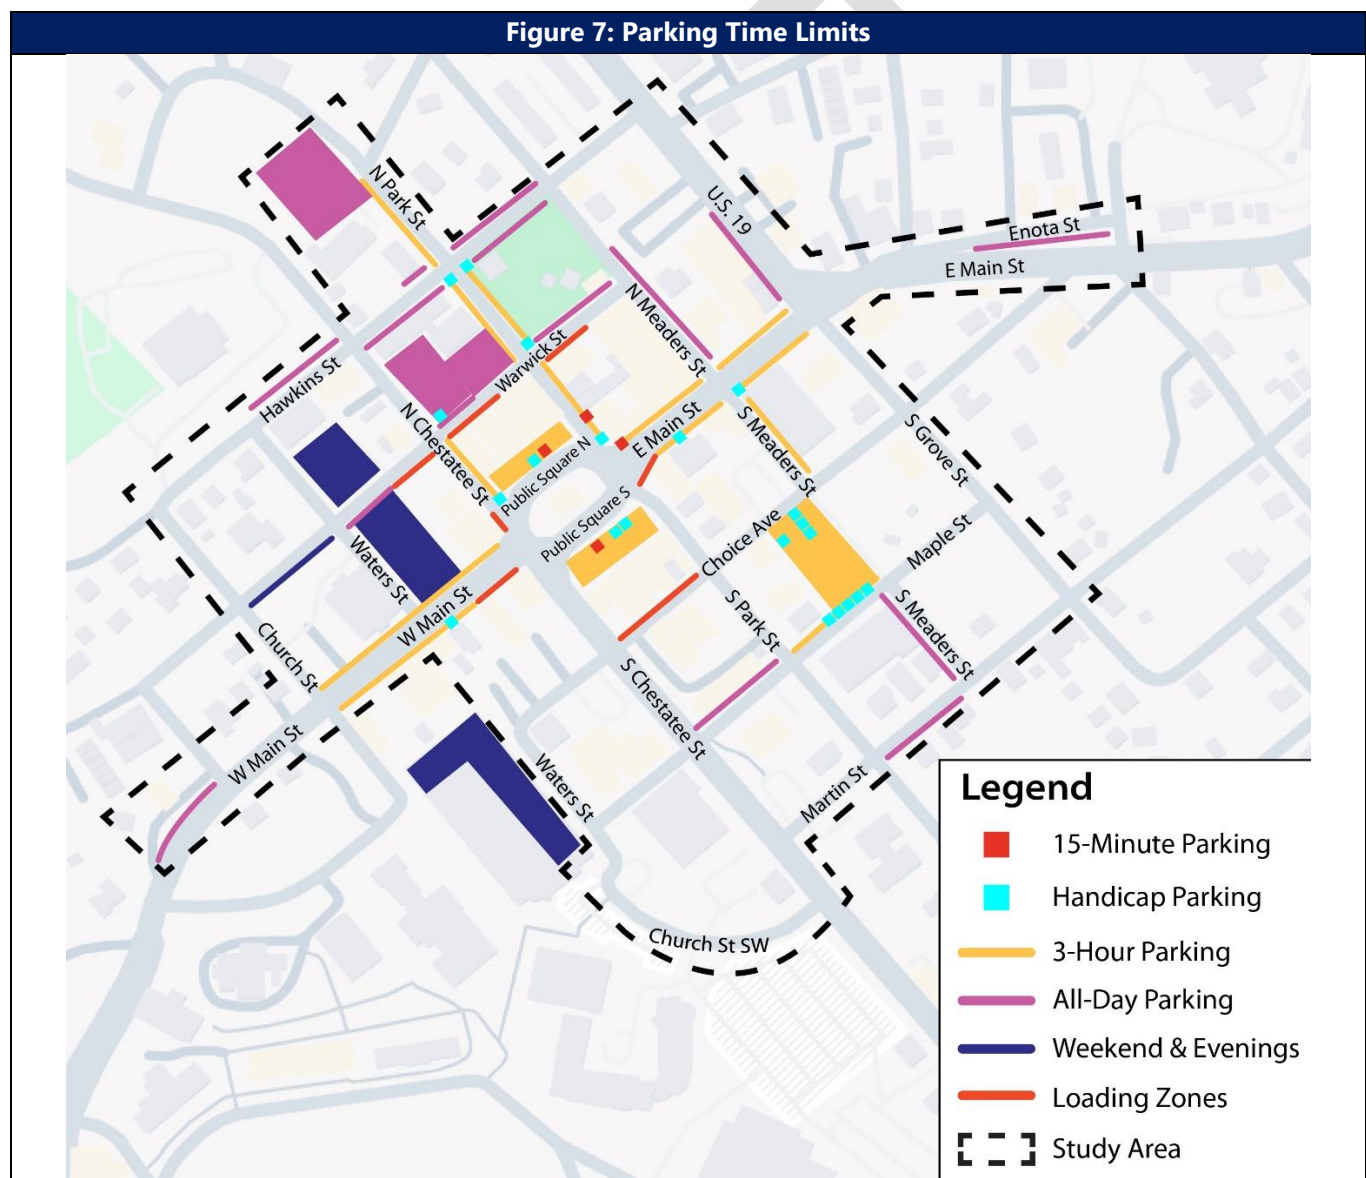 Figure 7: Parking Time Limits
N Park St
U.S. 19
Enota St
E Main St
N Meaders St
Warwick St
Hawkins St
N Chestatee St
E Main St
S Meaders St
S Grove St
Public Square N
Public Square S
Choice Ave
Maple St
Waters St
W Main St
S Park St
S Meaders St
Church St
S Chestatee St
W Main St
Waters St
Martin St
Church St SW
Legend
15-Minute Parking
Handicap Parking
3-Hour Parking
All-Day Parking
Weekend & Evenings
Loading Zones
Study Area